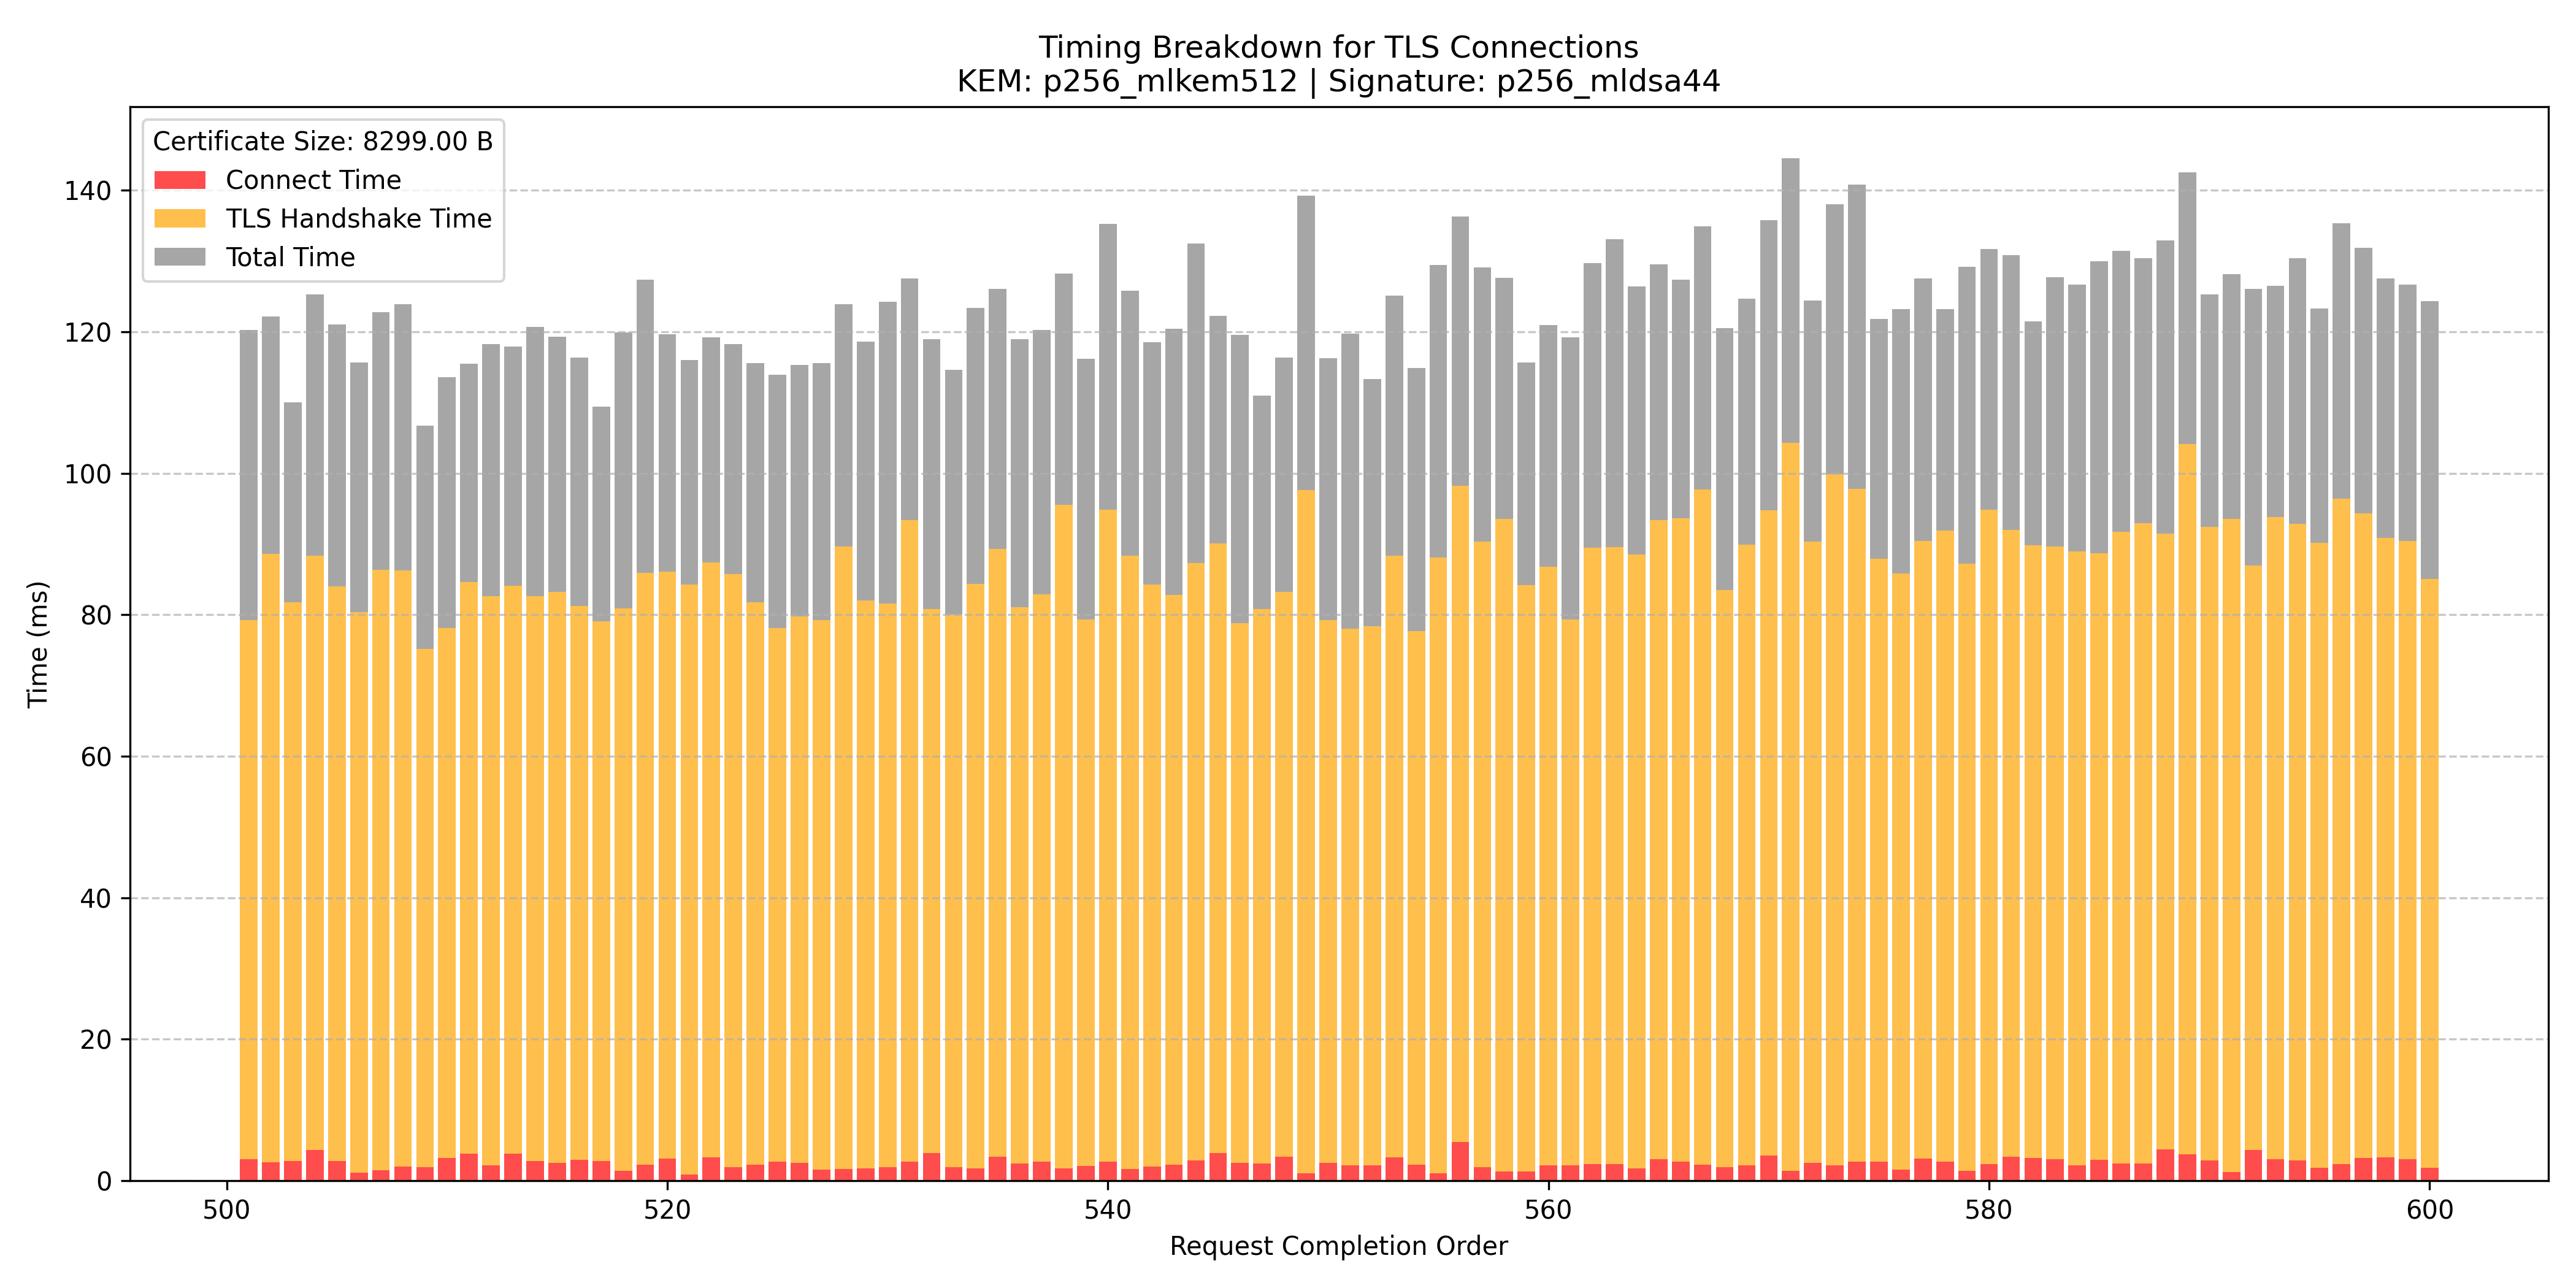 Timing Breakdown for TLS Connections
KEM: p256_mlkem512 | Signature: p256_mldsa44
Certificate Size: 8299.00 B
Connect Time
TLS Handshake Time
Total Time
Time (ms)
140
120
100
80
60
40
20
0
500 520 540 560 580 600
Request Completion Order